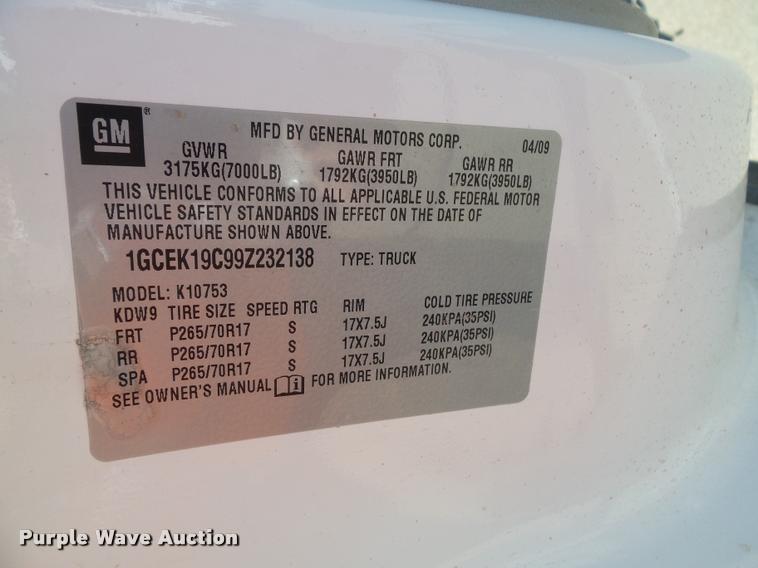 GM ®
MFD BY GENERAL MOTORS CORP. 04/09
GVWR GAWR FRT GAWR RR
3175KG(7000LB) 1792KG(3950LB) 1792KG(3950LB)
THIS VEHICLE CONFORMS TO ALL APPLICABLE U.S. FEDERAL MOTOR
VEHICLE SAFETY STANDARDS IN EFFECT ON THE DATE OF
MANUFACTURE SHOWN ABOVE.
1GCEK19C99Z232138 TYPE: TRUCK
MODEL: K10753
KDW9 TIRE SIZE SPEED RTG RIM COLD TIRE PRESSURE
FRT P265/70R17 S 17X7.5J 240KPA(35PSI)
RR P265/70R17 S 17X7.5J 240KPA(35PSI)
SPA P265/70R17 S 17X7.5J 240KPA(35PSI)
SEE OWNER'S MANUAL i FOR MORE INFORMATION.
Purple Wave Auction